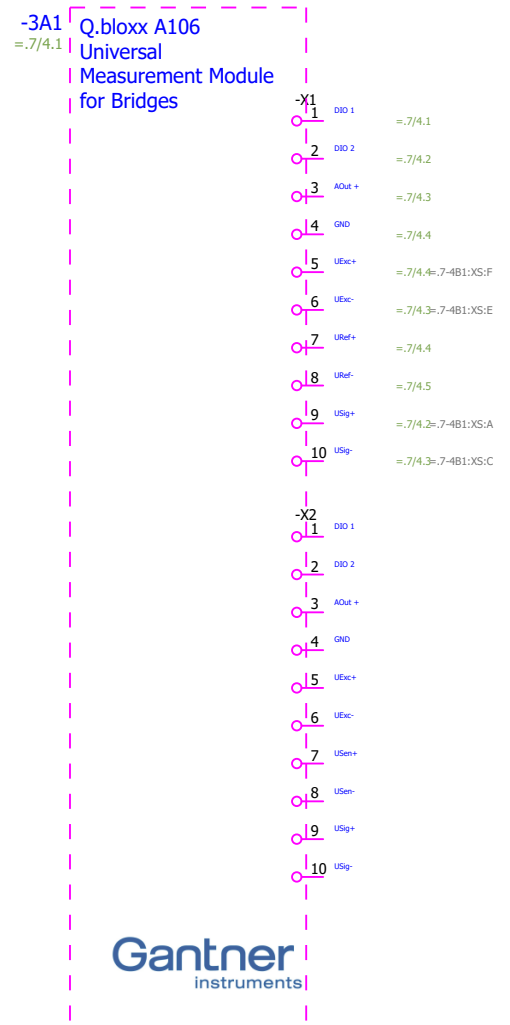 -3A1
=.7/4.1
Q.bloxx A106
Universal
Measurement Module
for Bridges
-X1
1 DIO 1 =.7/4.1
2 DIO 2 =.7/4.2
3 AOut + =.7/4.3
4 GND =.7/4.4
5 UExc+ =.7/4.4=.7-4B1:XS:F
6 UExc- =.7/4.3=.7-4B1:XS:E
7 URef+ =.7/4.4
8 URef- =.7/4.5
9 USig+ =.7/4.2=.7-4B1:XS:A
10 USig- =.7/4.3=.7-4B1:XS:C
-X2
1 DIO 1
2 DIO 2
3 AOut +
4 GND
5 UExc+
6 UExc-
7 USen+
8 USen-
9 USig+
10 USig-
Gantner
instruments